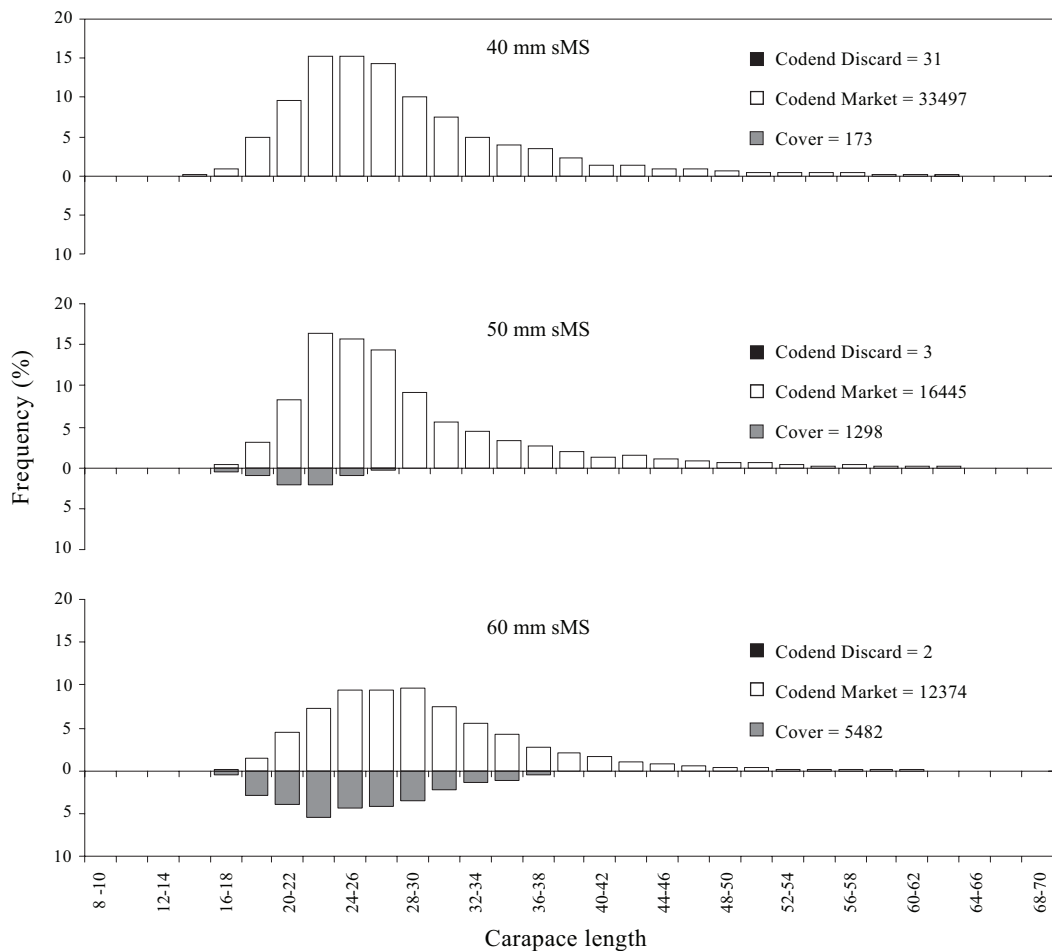 20
15
10
5
0
5
10
40 mm sMS
Codend Discard = 31
Codend Market = 33497
Cover = 173
20
15
10
5
0
5
10
50 mm sMS
Codend Discard = 3
Codend Market = 16445
Cover = 1298
Frequency (%)
20
15
10
5
0
5
10
60 mm sMS
Codend Discard = 2
Codend Market = 12374
Cover = 5482
8 -10
12-14
16-18
20-22
24-26
28-30
32-34
36-38
40-42
44-46
48-50
52-54
56-58
60-62
64-66
68-70
Carapace length